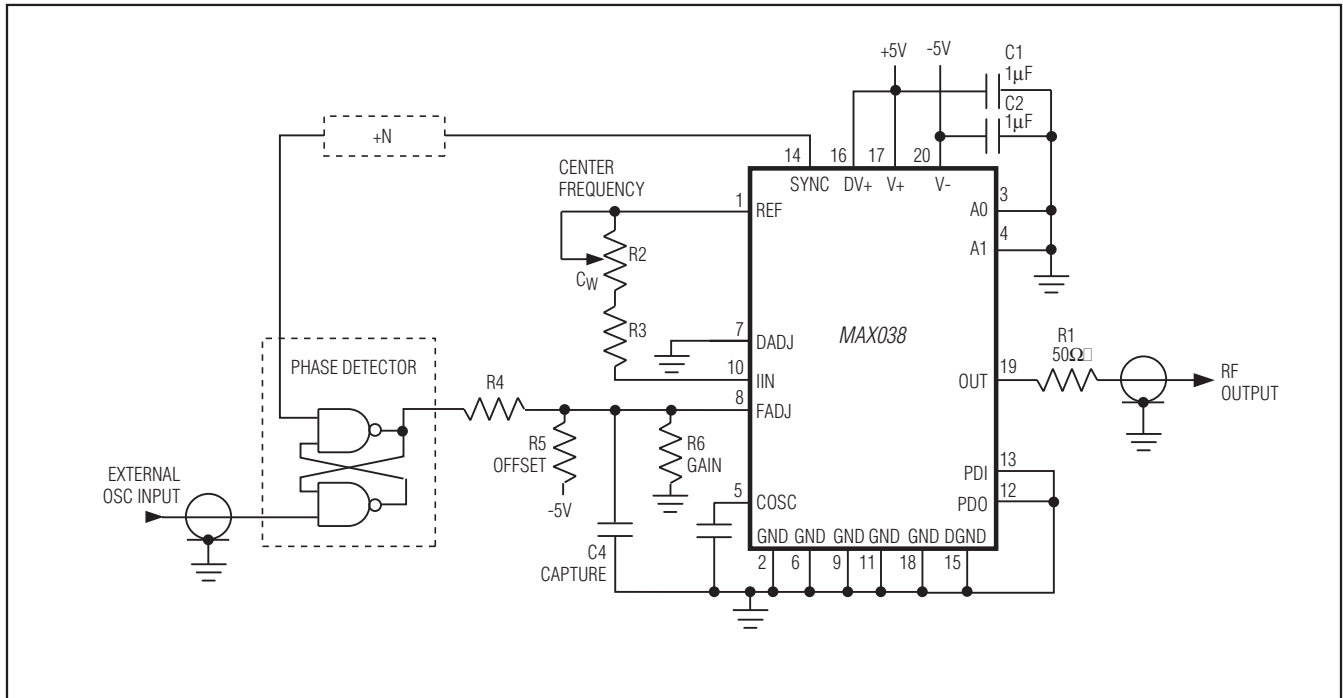 +5V
-5V
C1
1µF
C2
1µF
+N
14
16
17
20
SYNC
DV+
V+
V-
CENTER
FREQUENCY
1
REF
3
A0
4
A1
R2
CW
R3
7
DADJ
MAX038
R1
50Ω□
PHASE DETECTOR
10
IIN
19
OUT
RF
OUTPUT
R4
8
FADJ
R5
OFFSET
R6
GAIN
-5V
EXTERNAL
OSC INPUT
13
PDI
12
PDO
5
COSC
GND
GND
GND
GND
GND
DGND
C4
CAPTURE
2
6
9
11
18
15